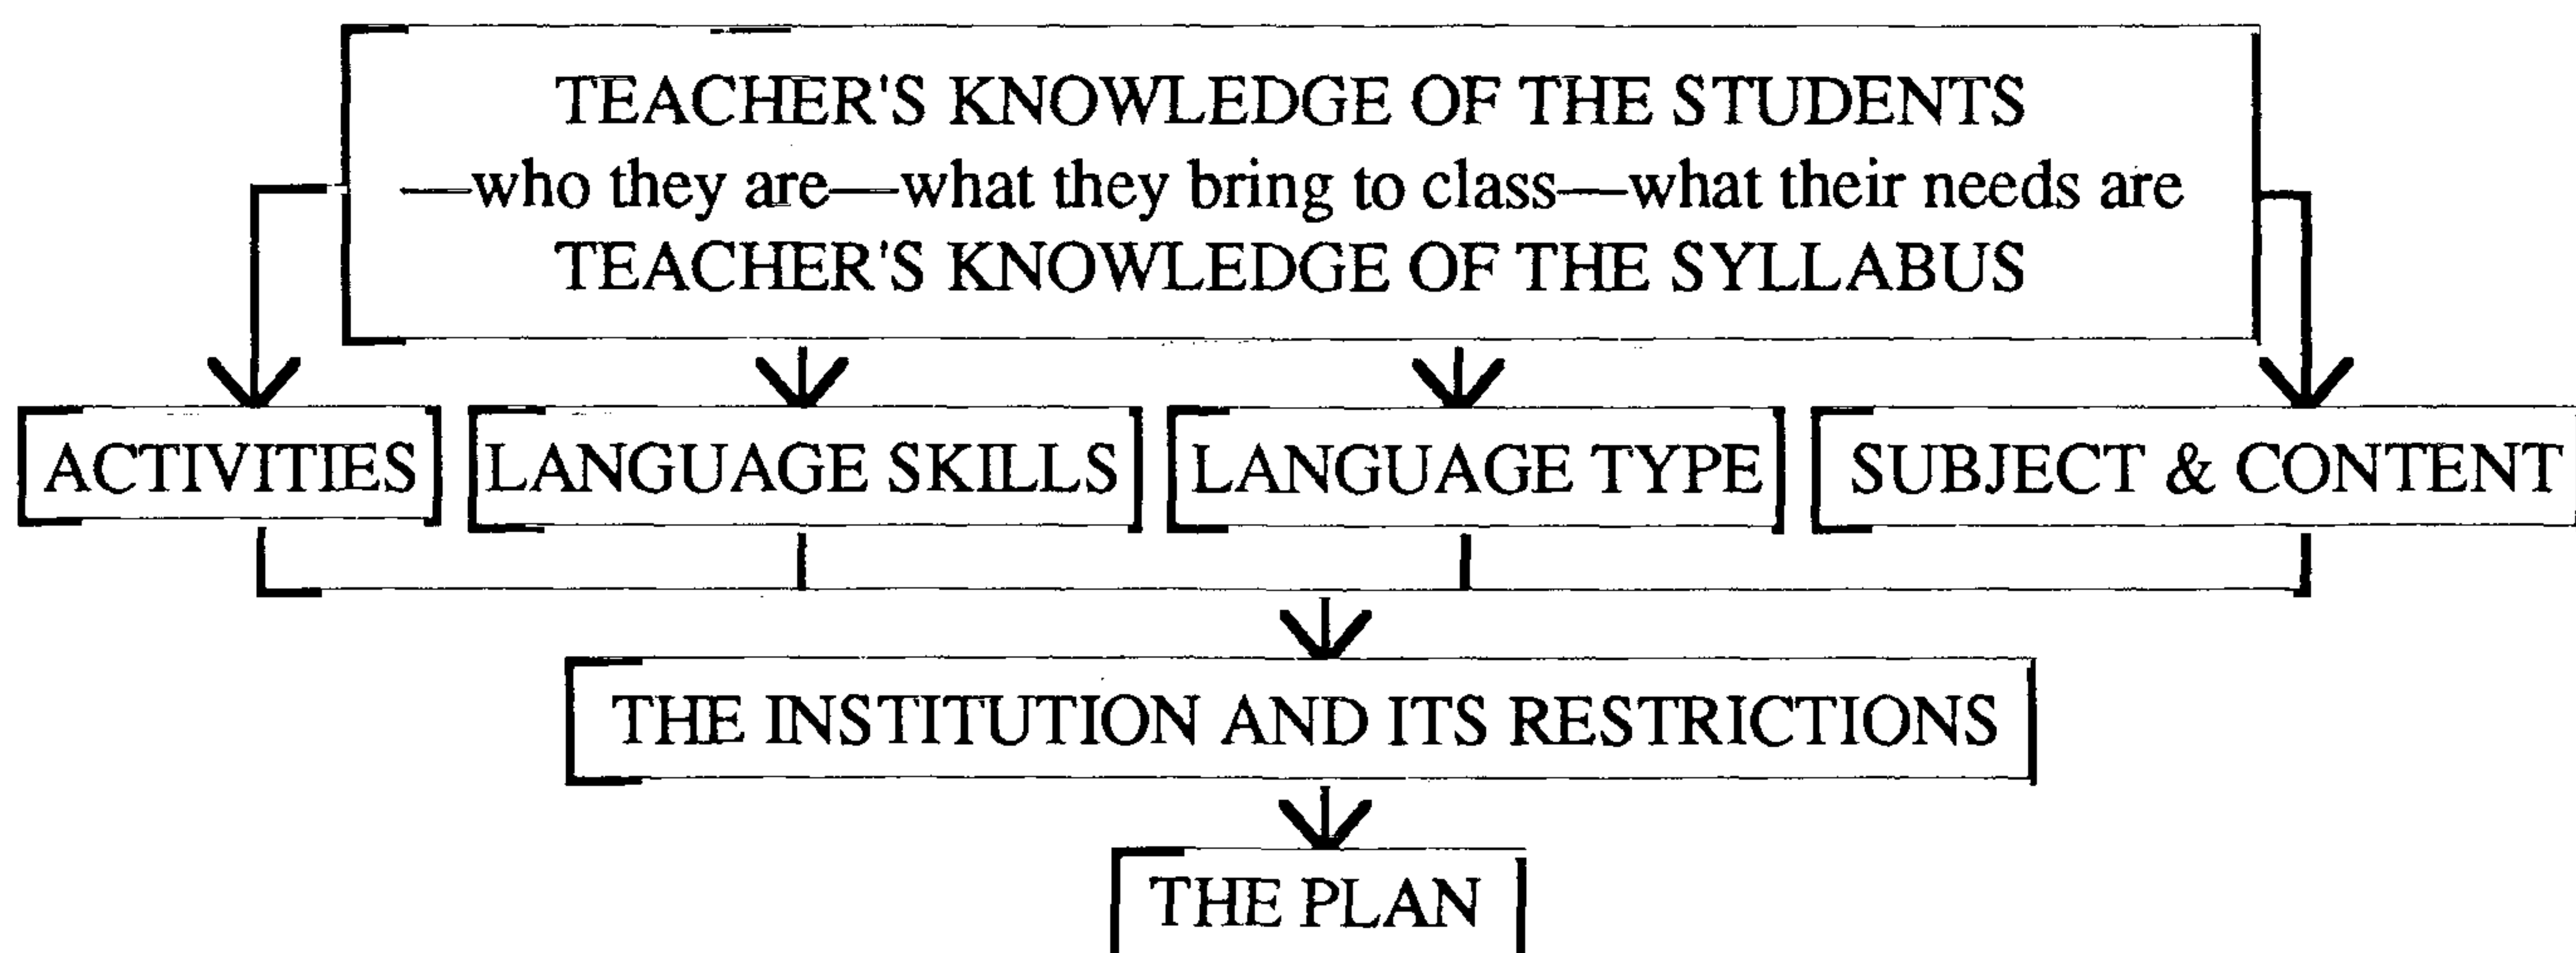 TEACHER'S KNOWLEDGE OF THE STUDENTS
—who they are—what they bring to class—what their needs are
TEACHER'S KNOWLEDGE OF THE SYLLABUS
ACTIVITIES
LANGUAGE SKILLS
LANGUAGE TYPE
SUBJECT & CONTENT
THE INSTITUTION AND ITS RESTRICTIONS
THE PLAN